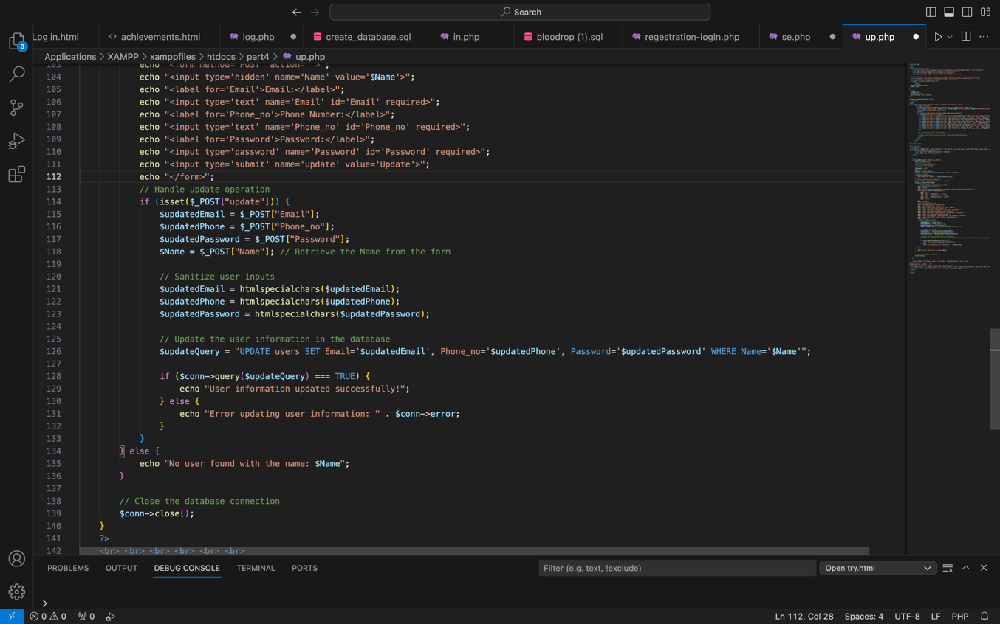 Search
Log in.html
achievements.html
log.php
create_database.sql
in.php
bloodrop (1).sql
regestration-logIn.php
se.php
up.php
3
Applications > XAMPP > xamppfiles > htdocs > part4 > up.php
103 echo "<form method='POST' action=''>";
104 echo "<input type='hidden' name='Name' value='$Name'>";
105 echo "<label for='Email'>Email:</label>";
106 echo "<input type='text' name='Email' id='Email' required>";
107 echo "<label for='Phone_no'>Phone Number:</label>";
108 echo "<input type='text' name='Phone_no' id='Phone_no' required>";
109 echo "<label for='Password'>Password:</label>";
110 echo "<input type='password' name='Password' id='Password' required>";
111 echo "<input type='submit' name='update' value='Update'>";
112 echo "</form>";
113 // Handle update operation
114 if (isset($_POST["update"])) {
115 $updatedEmail = $_POST["Email"];
116 $updatedPhone = $_POST["Phone_no"];
117 $updatedPassword = $_POST["Password"];
118 $Name = $_POST["Name"]; // Retrieve the Name from the form
119
120 // Sanitize user inputs
121 $updatedEmail = htmlspecialchars($updatedEmail);
122 $updatedPhone = htmlspecialchars($updatedPhone);
123 $updatedPassword = htmlspecialchars($updatedPassword);
124
125 // Update the user information in the database
126 $updateQuery = "UPDATE users SET Email='$updatedEmail', Phone_no='$updatedPhone', Password='$updatedPassword' WHERE Name='$Name'";
127
128 if ($conn->query($updateQuery) === TRUE) {
129 echo "User information updated successfully!";
130 } else {
131 echo "Error updating user information: " . $conn->error;
132 }
133 }
134 } else {
135 echo "No user found with the name: $Name";
136 }
137
138 // Close the database connection
139 $conn->close();
140 }
141 ?>
142 <br> <br> <br> <br> <br> <br>
PROBLEMS OUTPUT DEBUG CONSOLE TERMINAL PORTS
Filter (e.g. text, !exclude)
Open try.html
>
0 0 0
Ln 112, Col 28 Spaces: 4 UTF-8 LF PHP